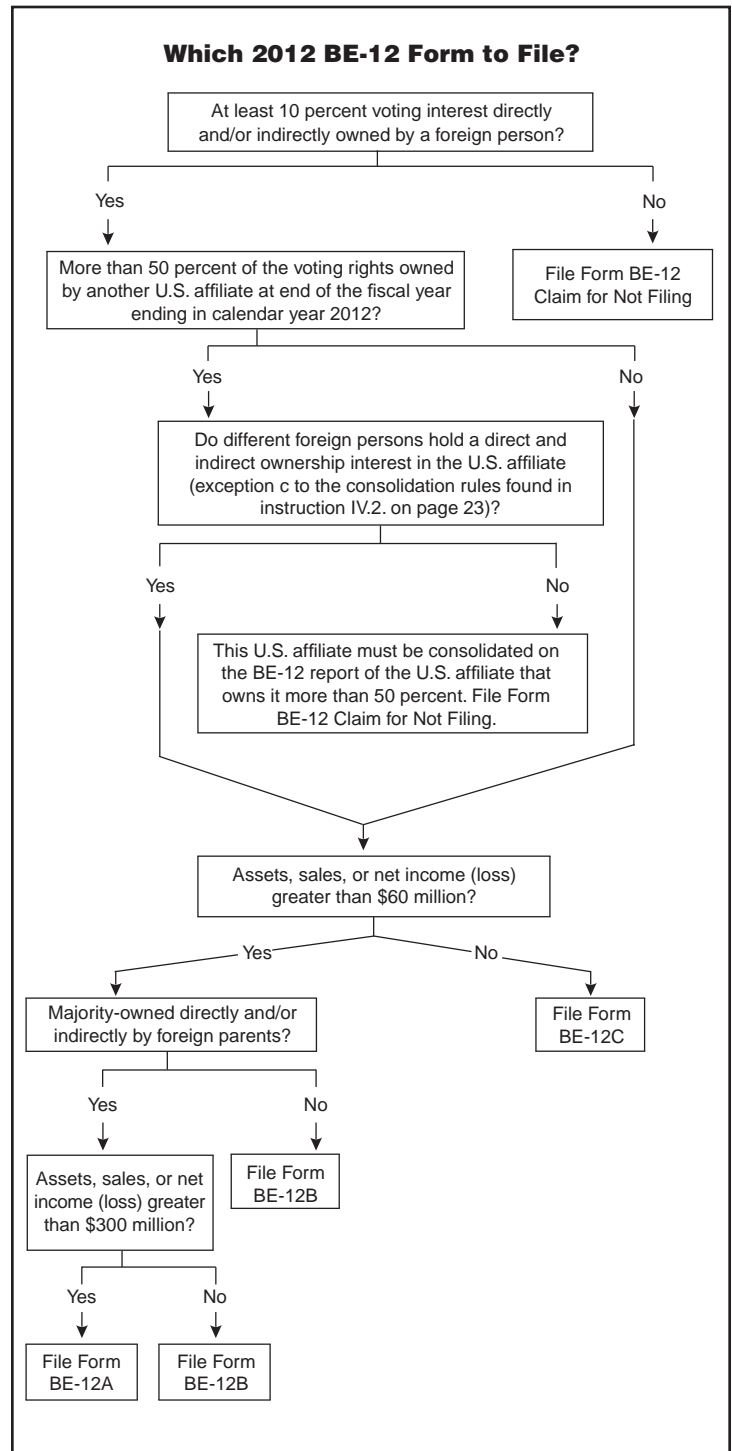 Which 2012 BE-12 Form to File?
At least 10 percent voting interest directly
and/or indirectly owned by a foreign person?
Yes
No
More than 50 percent of the voting rights owned
by another U.S. affiliate at end of the fiscal year
ending in calendar year 2012?
File Form BE-12
Claim for Not Filing
Yes
No
Do different foreign persons hold a direct and
indirect ownership interest in the U.S. affiliate
(exception c to the consolidation rules found in
instruction IV.2. on page 23)?
Yes
No
This U.S. affiliate must be consolidated on
the BE-12 report of the U.S. affiliate that
owns it more than 50 percent. File Form
BE-12 Claim for Not Filing.
Assets, sales, or net income (loss)
greater than $60 million?
Yes
No
Majority-owned directly and/or
indirectly by foreign parents?
File Form
BE-12C
Yes
No
Assets, sales, or net
income (loss) greater
than $300 million?
File Form
BE-12B
Yes
No
File Form
BE-12A
File Form
BE-12B